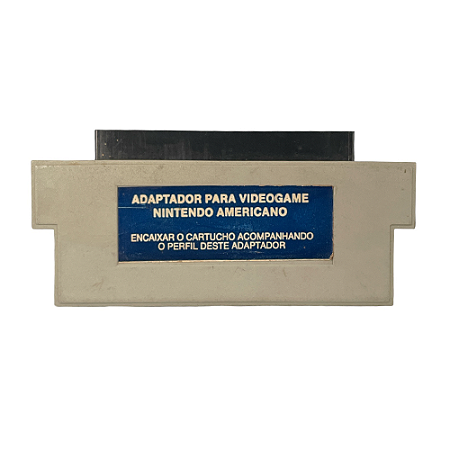 ADAPTADOR PARA VIDEOGAME
NINTENDO AMERICANO
ENCAIXAR O CARTUCHO ACOMPANHANDO
O PERFIL DESTE ADAPTADOR